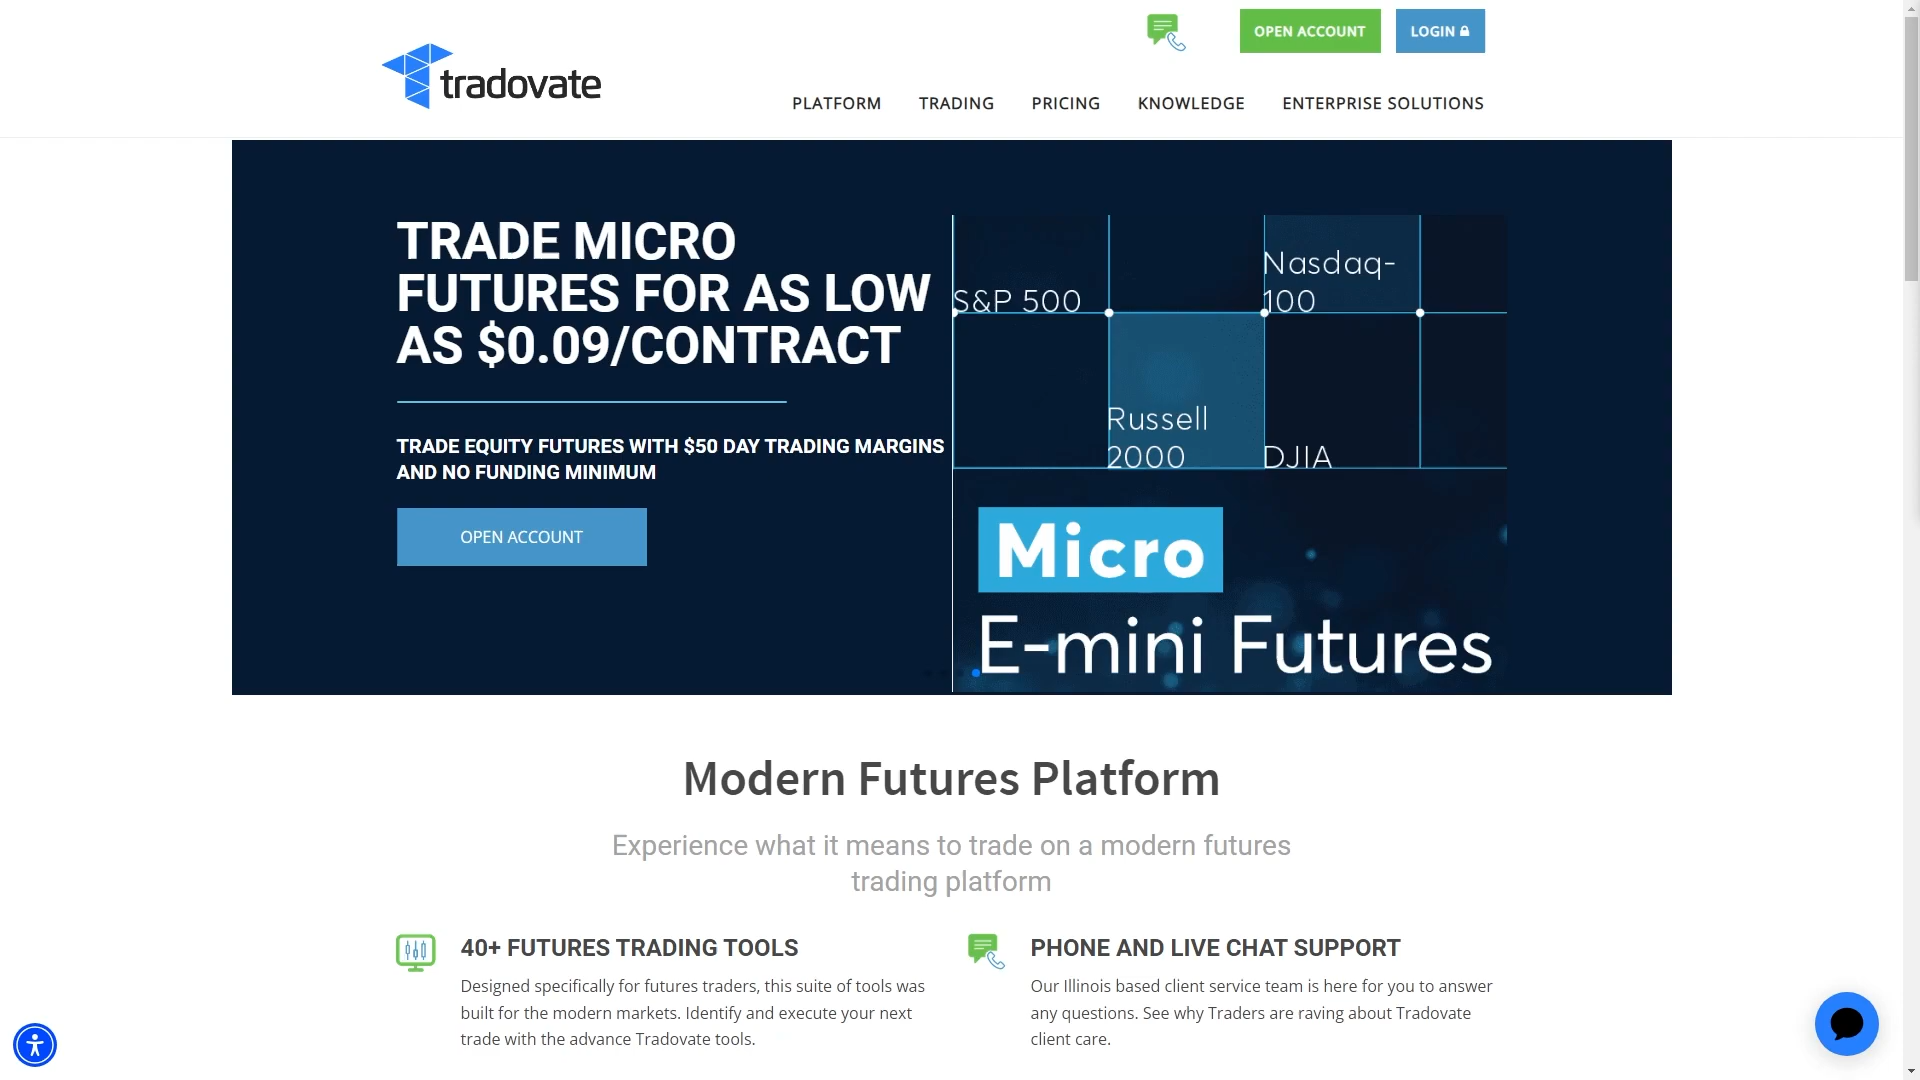 OPEN ACCOUNT
LOGIN
tradovate
PLATFORM
TRADING
PRICING
KNOWLEDGE
ENTERPRISE SOLUTIONS
TRADE MICRO
FUTURES FOR AS LOW
AS $0.09/CONTRACT
TRADE EQUITY FUTURES WITH $50 DAY TRADING MARGINS
AND NO FUNDING MINIMUM
OPEN ACCOUNT
S&P 500
Nasdaq-
100
Russell
2000
DJIA
Micro
E-mini Futures
Modern Futures Platform
Experience what it means to trade on a modern futures
trading platform
40+ FUTURES TRADING TOOLS
Designed specifically for futures traders, this suite of tools was
built for the modern markets. Identify and execute your next
trade with the advance Tradovate tools.
PHONE AND LIVE CHAT SUPPORT
Our Illinois based client service team is here for you to answer
any questions. See why Traders are raving about Tradovate
client care.